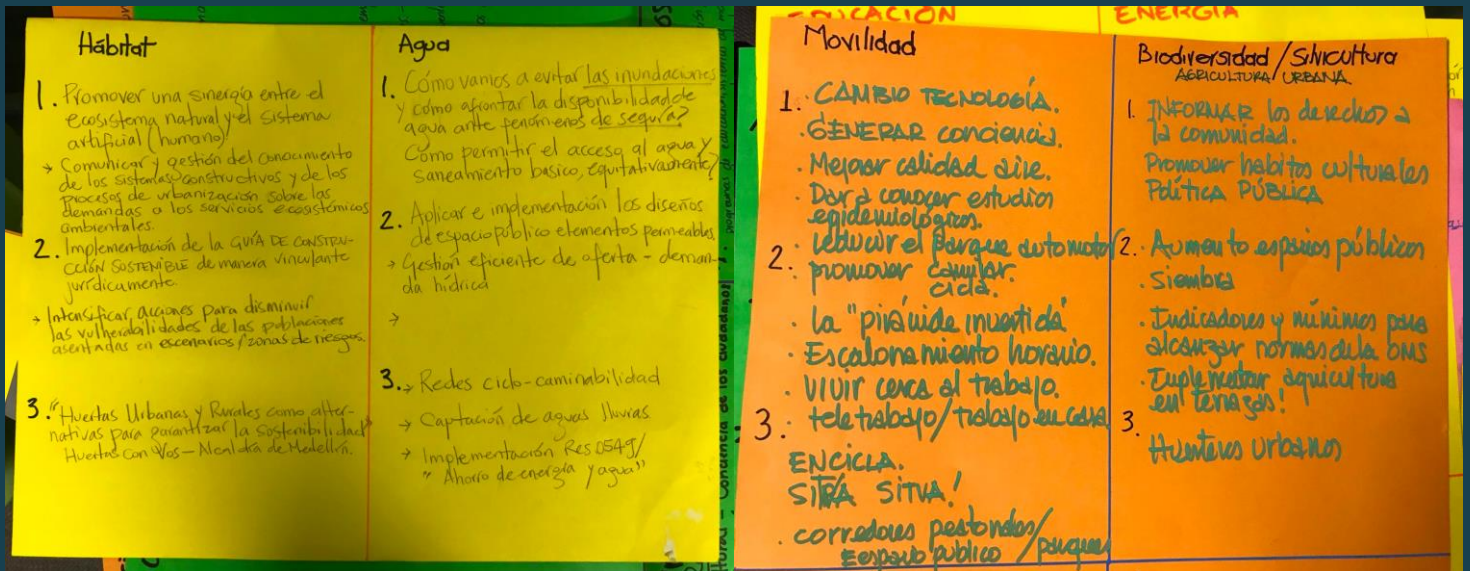 Hábitat
1. Promover una sinergia entre el
ecosistema natural y el sistema
artificial (humano)
→ Comunicar y gestión del conocimiento
de los sistemas constructivos y de los
procesos de urbanización sobre las
demandas a los servicios ecosistémicos
ambientales.
2. Implementación de la GUÍA DE CONSTRU-
CCIÓN SOSTENIBLE de manera vinculante
jurídicamente.
→ Intensificar acciones para disminuir
las vulnerabilidades de las poblaciones
asentadas en escenarios / zonas de riesgos.
3. "Huertas Urbanas y Rurales como alter-
nativas para garantizar la sostenibilidad"
Huertas con Vos - Alcaldía de Medellín.
Agua
1. Cómo vamos a evitar las inundaciones
y cómo afrontar la disponibilidad de
agua ante fenómenos de sequía?
Cómo permitir el acceso al agua y
saneamiento básico, equitativamente?
2. Aplicar e implementación los diseños
de espacio público elementos permeables.
→ Gestión eficiente de oferta - deman-
da hídrica
→
3. → Redes ciclo-caminabilidad
→ Captación de aguas lluvias
→ Implementación Res 0549/
"Ahorro de energía y agua"
conciencia de los ciudadanos
EDUCACIÓN
ENERGÍA
Movilidad
1. · CAMBIO TECNOLOGÍA.
· GENERAR conciencia.
· Mejorar calidad aire.
· Dar a conocer estudios
epidemiologicos.
· reducir el parque automotor
2. · promover caminar.
cicla.
· la "pirámide invertida"
· Escalonamiento horario.
· VIVIR cerca al trabajo.
3. · teletrabajo/trabajo en casa
ENCICLA.
SITRA SITVA!
· corredores peatonales/
Eespavo público / parques
Biodiversidad / Silvicultura
AGRICULTURA URBANA
1. INFORMAR los derechos a
la comunidad.
Promover habitos culturales
Política PÚBLICA
2. · Aumento espacios públicos
· Siembra
· Indicadores y mínimos para
alcanzar normas de la OMS
· Implementar agricultura
en terrazas!
3.
Huerteros urbanos